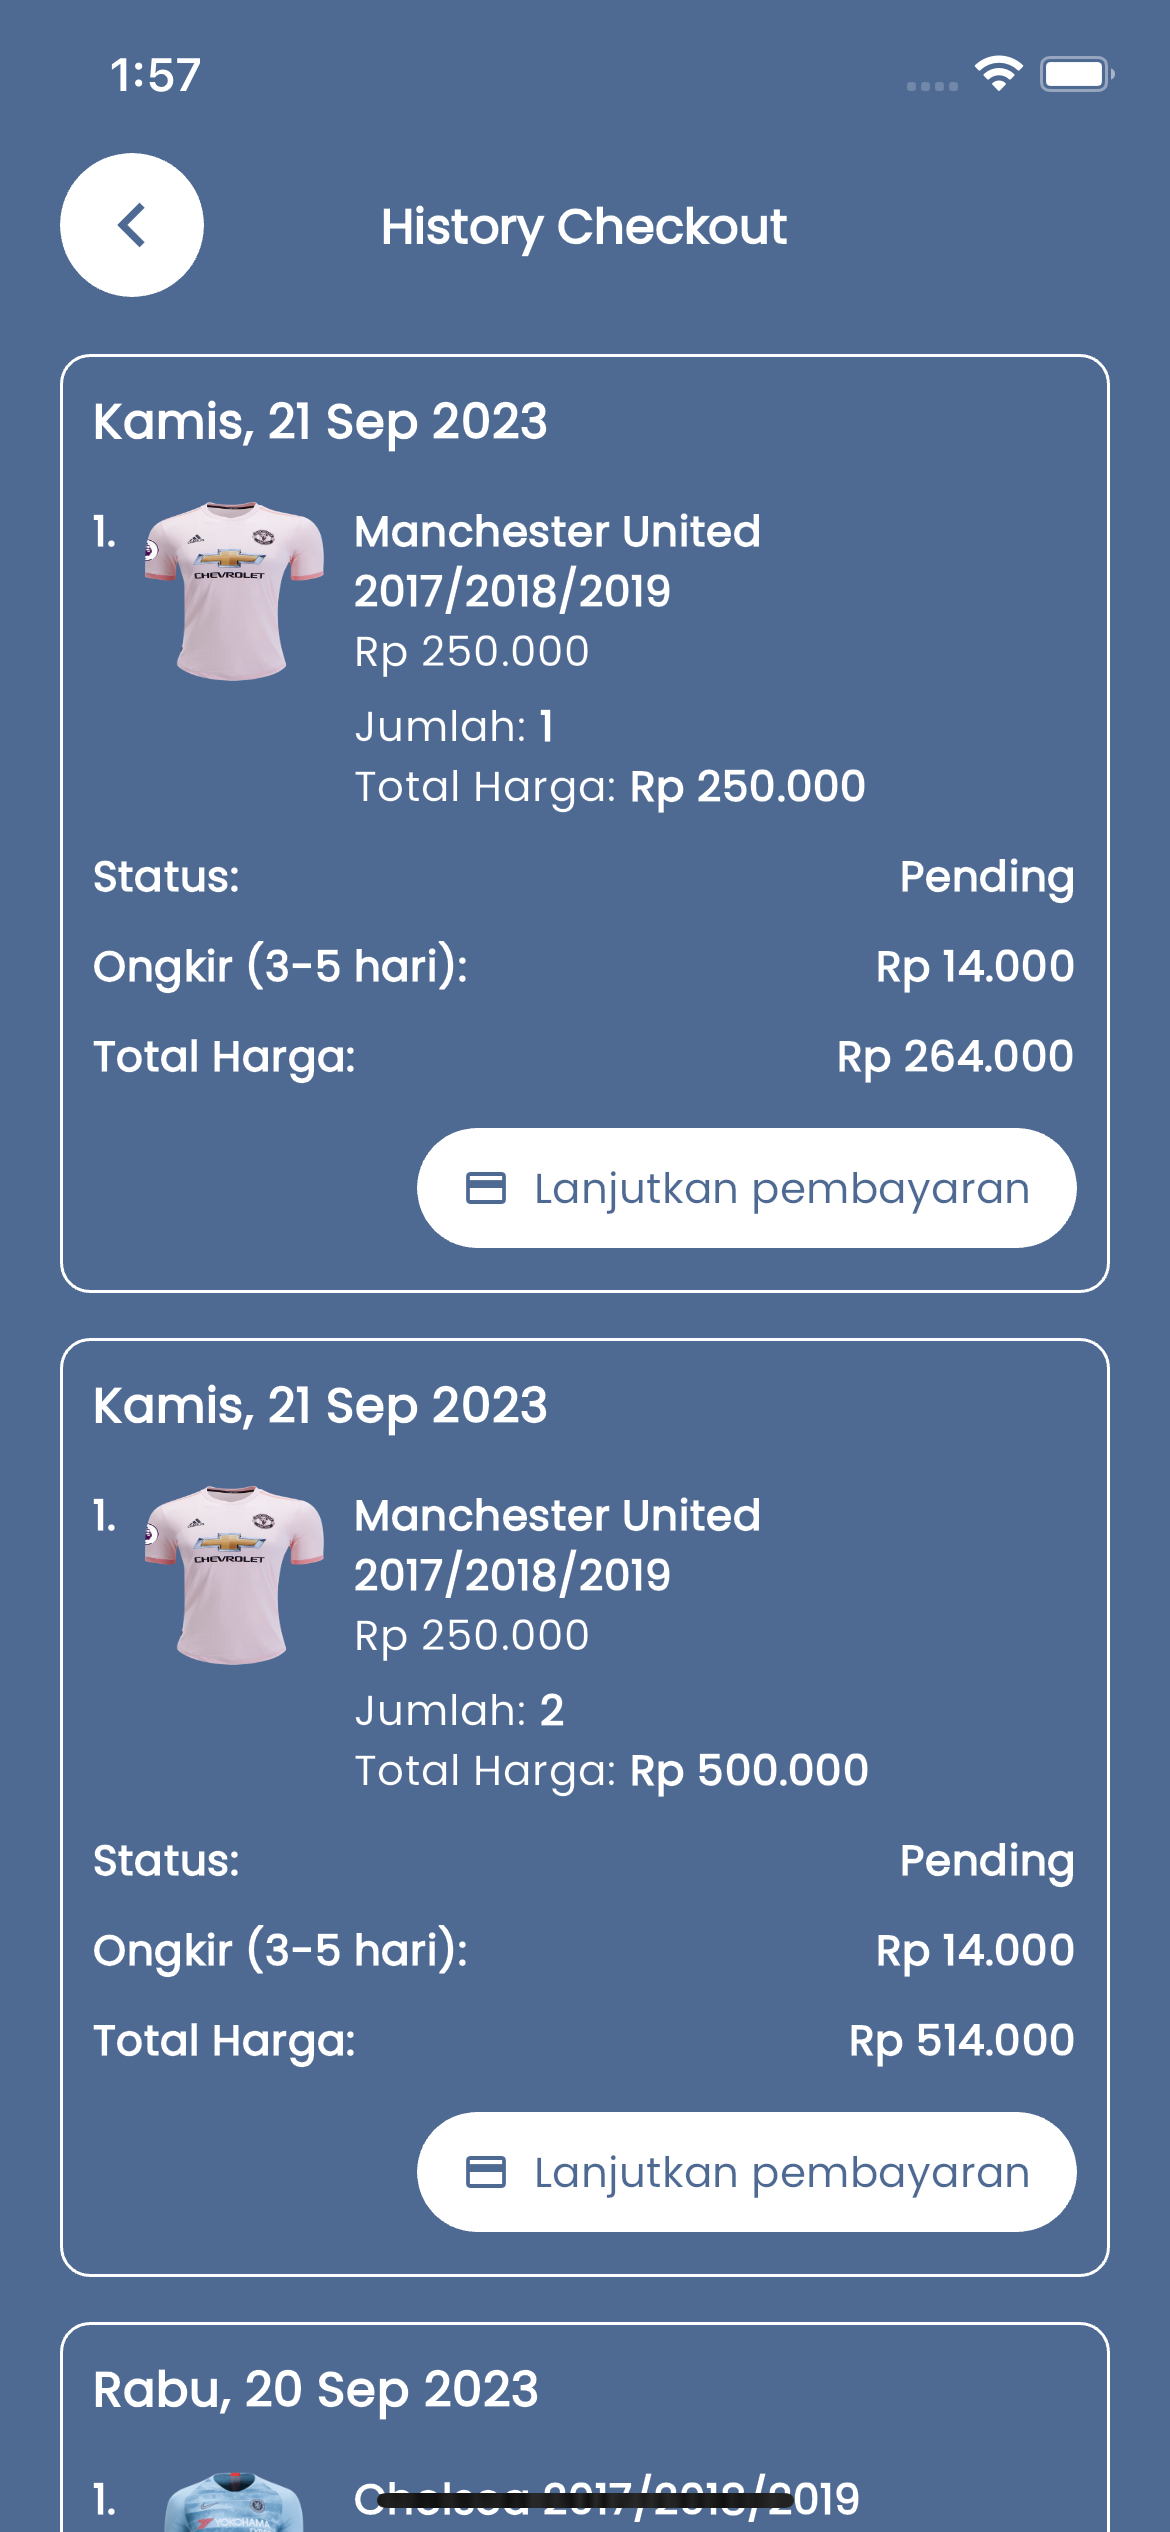 1:57
History Checkout
Kamis, 21 Sep 2023
1.
CHEVROLET
Manchester United
2017/2018/2019
Rp 250.000
Jumlah: 1
Total Harga: Rp 250.000
Status: Pending
Ongkir (3-5 hari): Rp 14.000
Total Harga: Rp 264.000
Lanjutkan pembayaran
Kamis, 21 Sep 2023
1.
CHEVROLET
Manchester United
2017/2018/2019
Rp 250.000
Jumlah: 2
Total Harga: Rp 500.000
Status: Pending
Ongkir (3-5 hari): Rp 14.000
Total Harga: Rp 514.000
Lanjutkan pembayaran
Rabu, 20 Sep 2023
1.
YOKOHAMA
Chelsea 2017/2018/2019